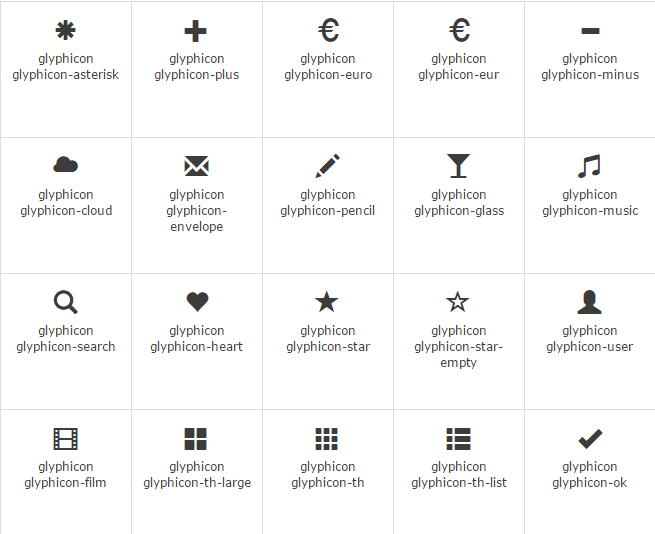 glyphicon
glyphicon-asterisk
glyphicon
glyphicon-plus
glyphicon
glyphicon-euro
glyphicon
glyphicon-eur
glyphicon
glyphicon-minus
glyphicon
glyphicon-cloud
glyphicon
glyphicon-
envelope
glyphicon
glyphicon-pencil
glyphicon
glyphicon-glass
glyphicon
glyphicon-music
glyphicon
glyphicon-search
glyphicon
glyphicon-heart
glyphicon
glyphicon-star
glyphicon
glyphicon-star-
empty
glyphicon
glyphicon-user
glyphicon
glyphicon-film
glyphicon
glyphicon-th-large
glyphicon
glyphicon-th
glyphicon
glyphicon-th-list
glyphicon
glyphicon-ok